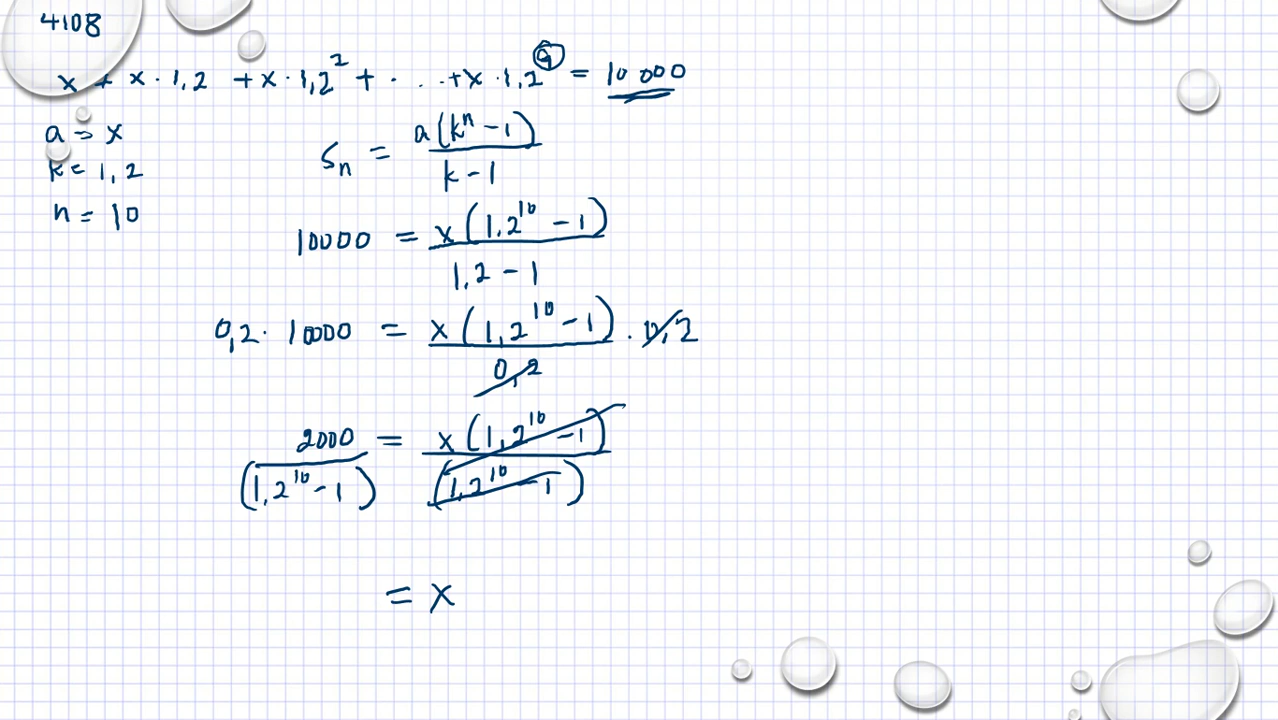 4108
x + x · 1,2 + x · 1,2² + · . . + x · 1,2⁹ = 10 000
a = x
k = 1,2
n = 10
Sₙ = a(kⁿ - 1) / k - 1
10000 = x(1,2¹⁰ - 1) / 1,2 - 1
0,2 · 10000 = x(1,2¹⁰ - 1) / 0,2 · 0,2
2000 / (1,2¹⁰ - 1) = x(1,2¹⁰ - 1) / (1,2¹⁰ - 1)
= x